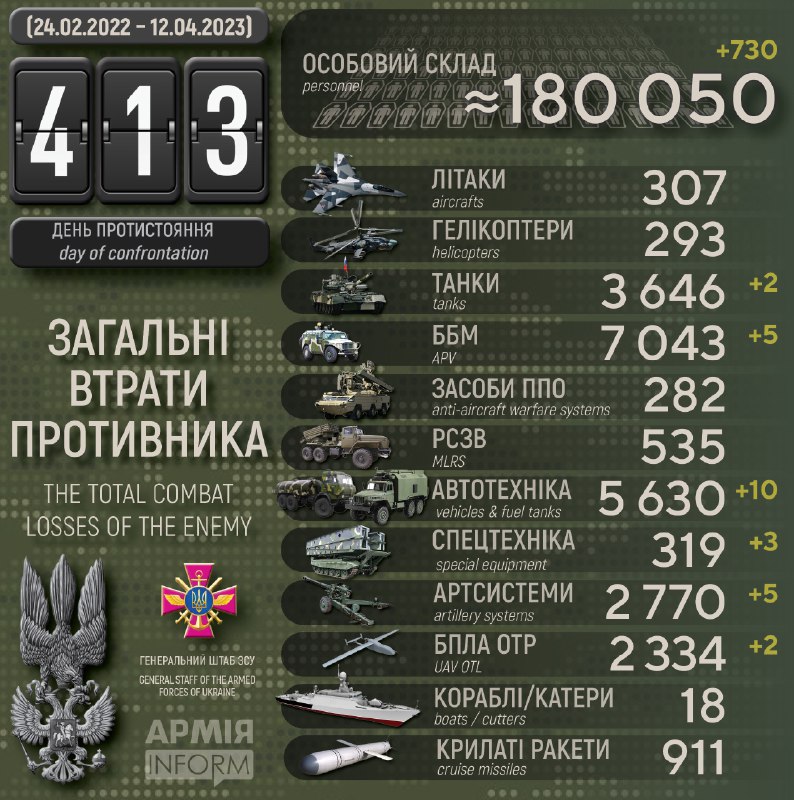 (24.02.2022 – 12.04.2023)
413
ДЕНЬ ПРОТИСТОЯННЯ
day of confrontation
ЗАГАЛЬНІ
ВТРАТИ
ПРОТИВНИКА
THE TOTAL COMBAT
LOSSES OF THE ENEMY
ГЕНЕРАЛЬНИЙ ШТАБ ЗСУ
GENERAL STAFF OF THE ARMED
FORCES OF UKRAINE
АРМІЯ
INFORM
ОСОБОВИЙ СКЛАД +730
personnel ≈180 050
ЛІТАКИ 307
aircrafts
ГЕЛІКОПТЕРИ 293
helicopters
ТАНКИ 3 646 +2
tanks
ББМ 7 043 +5
APV
ЗАСОБИ ППО 282
anti-aircraft warfare systems
РСЗВ 535
MLRS
АВТОТЕХНІКА 5 630 +10
vehicles & fuel tanks
СПЕЦТЕХНІКА 319 +3
special equipment
АРТСИСТЕМИ 2 770 +5
artillery systems
БПЛА ОТР 2 334 +2
UAV OTL
КОРАБЛІ/КАТЕРИ 18
boats / cutters
КРИЛАТІ РАКЕТИ 911
cruise missiles